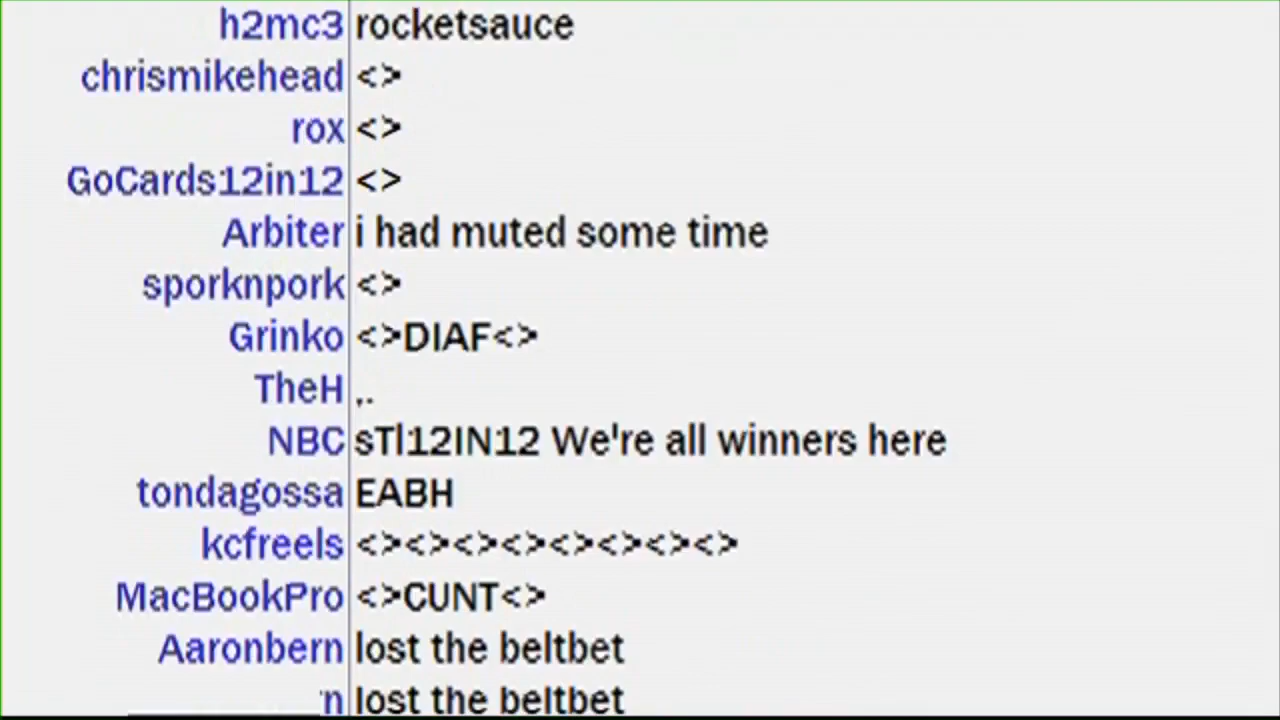 h2mc3 rocketsauce
chrismikehead <>
rox <>
GoCards12in12 <>
Arbiter i had muted some time
sporknpork <>
Grinko <>DIAF<>
TheH ,.
NBC sTl12IN12 We're all winners here
tondagossa EABH
kcfreels <><><><><><><><>
MacBookPro <>CUNT<>
Aaronbern lost the beltbet
n lost the beltbet